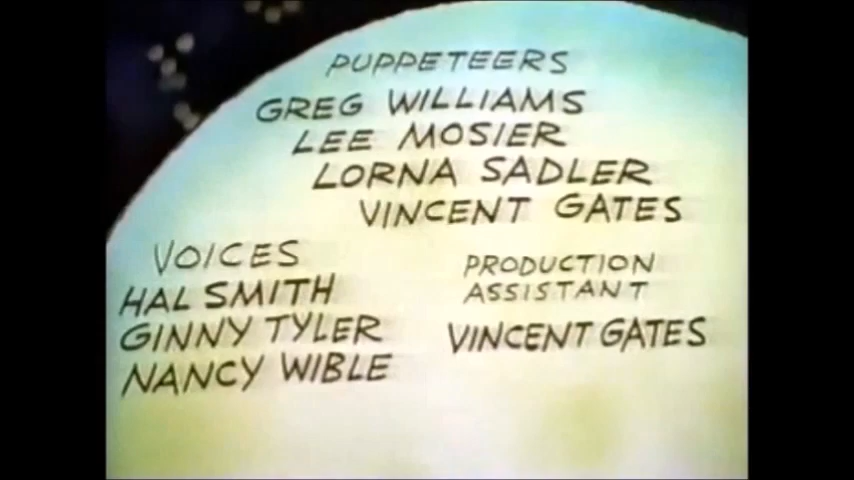 PUPPETEERS
GREG WILLIAMS
LEE MOSIER
LORNA SADLER
VINCENT GATES
VOICES
HAL SMITH
GINNY TYLER
NANCY WIBLE
PRODUCTION
ASSISTANT
VINCENT GATES